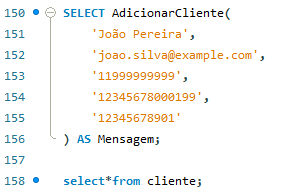 150 SELECT AdicionarCliente(
151 'João Pereira',
152 'joao.silva@example.com',
153 '11999999999',
154 '12345678000199',
155 '12345678901'
156 ) AS Mensagem;
157
158 select*from cliente;